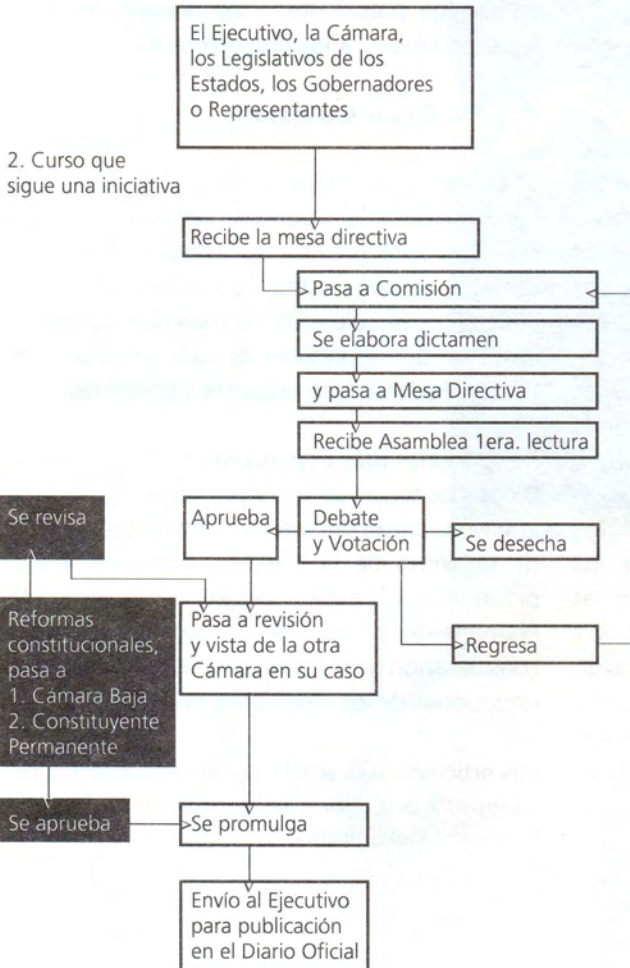 El Ejecutivo, la Cámara,
los Legislativos de los
Estados, los Gobernadores
o Representantes
2. Curso que
sigue una iniciativa
Recibe la mesa directiva
Pasa a Comisión
Se elabora dictamen
y pasa a Mesa Directiva
Recibe Asamblea 1era. lectura
Se revisa
Aprueba
Debate
y Votación
Se desecha
Reformas
constitucionales,
pasa a
1. Cámara Baja
2. Constituyente
Permanente
Pasa a revisión
y vista de la otra
Cámara en su caso
Regresa
Se aprueba
Se promulga
Envío al Ejecutivo
para publicación
en el Diario Oficial